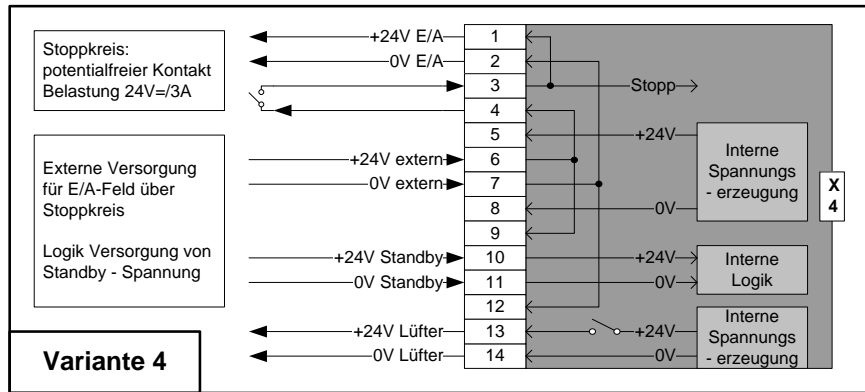 Stoppkreis:
potentialfreier Kontakt
Belastung 24V=/3A
Externe Versorgung
für E/A-Feld über
Stoppkreis
Logik Versorgung von
Standby - Spannung
Variante 4
+24V E/A
0V E/A
+24V extern
0V extern
+24V Standby
0V Standby
+24V Lüfter
0V Lüfter
1
2
3
4
5
6
7
8
9
10
11
12
13
14
Stopp
+24V
0V
+24V
0V
+24V
0V
Interne
Spannungs
- erzeugung
Interne
Logik
Interne
Spannungs
- erzeugung
X
4